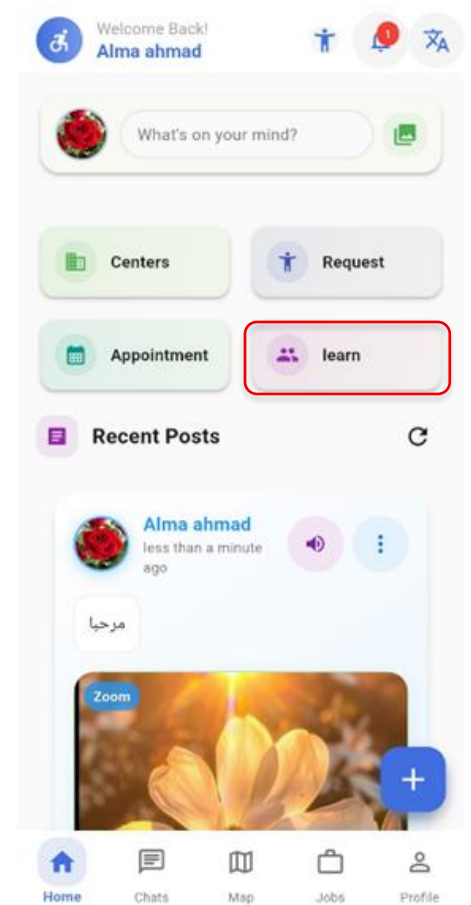 Welcome Back!
Alma ahmad
1
What's on your mind?
Centers
Request
Appointment
learn
Recent Posts
Alma ahmad
less than a minute
ago
مرحبا
Zoom
Home
Chats
Map
Jobs
Profile